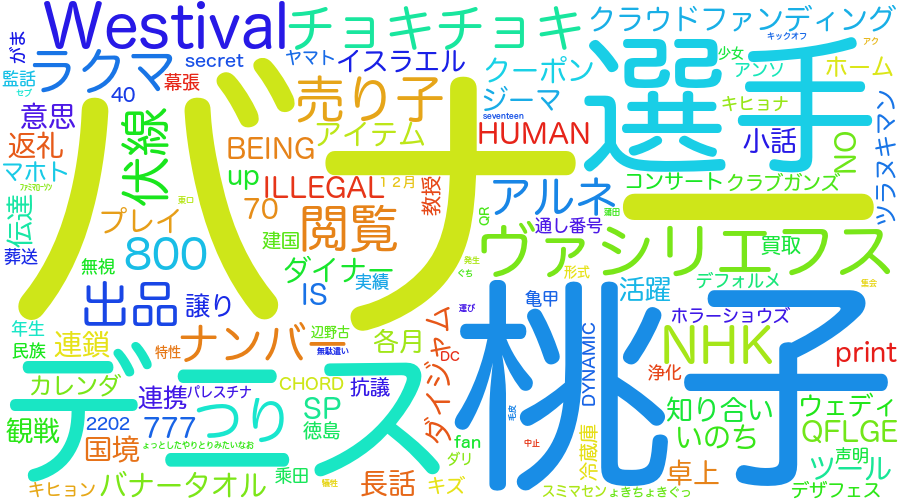 Westival
チョキチョキ
クラウドファンディング
キックオフ
アク
がま
ラクマ
secret
ヤマト
イスラエル
クーポン
少女
アンソ
ホーム
監話
セブ
幕張
40
意思
売り子
ジーマ
seventeen
選手
キヒョナ
ツラヌキマン
返礼
伏線
BEING
アイテム
HUMAN
小話
NO
マホト
up
ILLEGAL
12月
教授
アルネ
コンサート
クラブガンズ
バナー
伝達
プレイ
70
閲覧
QR
通し番号
蒲田
東口
800
建国
ヴァシリエフス
買取
葬送
無視
ダイナー
実績
発生
ぐち
形式
デフォルメ
集会
出品
譲り
IS
活躍
亀甲
ホラーショウズ
桃子
年生
民族
連鎖
特性
ナンバー
辺野古
無駄遣い
各月
運び
ダイジャム
DC
DYNAMIC
NHK
print
浄化
カレンダ
デニス
連携
パレスチナ
CHORD
抗議
知り合い
ウェディ
2202
777
つり
SP
徳島
毛皮
いのち
QFLGE
観戦
国境
ょっとしたやりとりみたいなお
fan
中止
冷蔵庫
声明
ダリ
卓上
ツール
キヒョン
バナータオル
乗田
犠牲
長話
キズ
スミマセン
ょきちょきぐっ
デザフェス